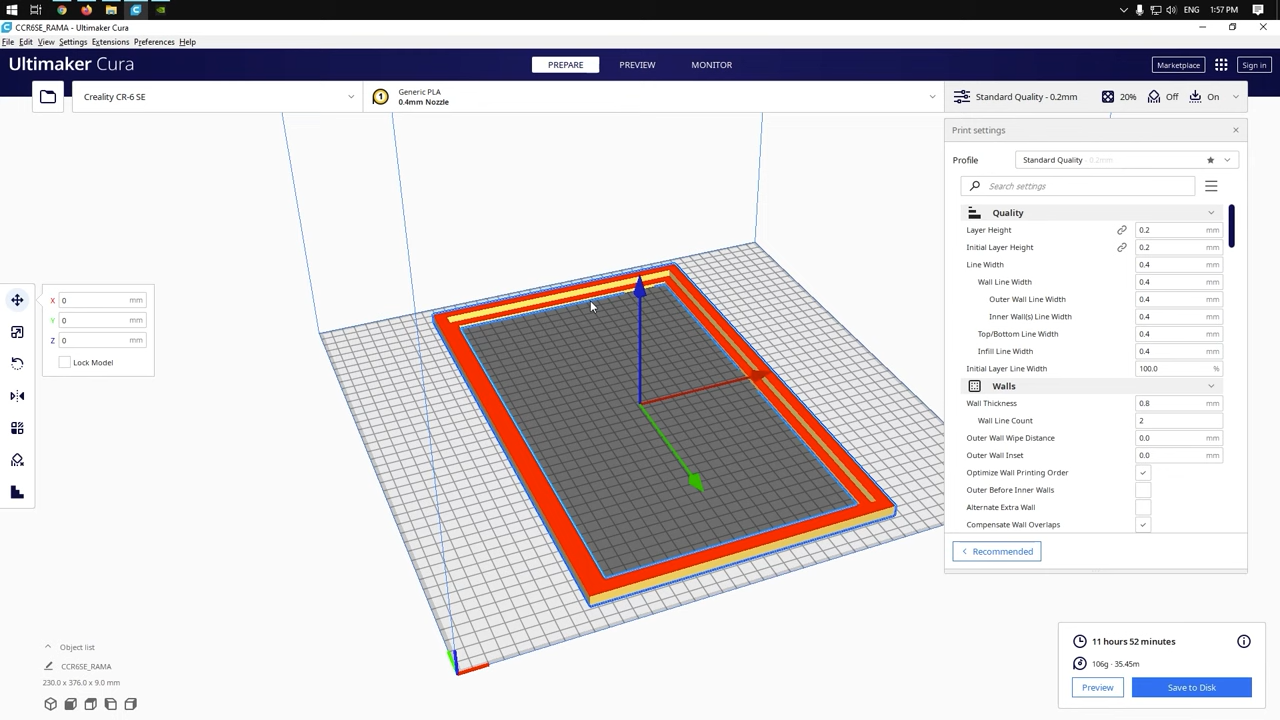 ENG 1:57 PM
CCR6SE_RAMA - Ultimaker Cura
File Edit View Settings Extensions Preferences Help
Ultimaker Cura
PREPARE PREVIEW MONITOR
Marketplace Sign in
Creality CR-6 SE
1
Generic PLA
0.4mm Nozzle
Standard Quality - 0.2mm 20% Off On
Print settings
Profile Standard Quality - 0.2mm
Search settings
Quality
Layer Height 0.2 mm
Initial Layer Height 0.2 mm
Line Width 0.4 mm
Wall Line Width 0.4 mm
Outer Wall Line Width 0.4 mm
Inner Wall(s) Line Width 0.4 mm
Top/Bottom Line Width 0.4 mm
Infill Line Width 0.4 mm
Initial Layer Line Width 100.0 %
Walls
Wall Thickness 0.8 mm
Wall Line Count 2
Outer Wall Wipe Distance 0.0 mm
Outer Wall Inset 0.0 mm
Optimize Wall Printing Order
Outer Before Inner Walls
Alternate Extra Wall
Compensate Wall Overlaps
Recommended
X 0 mm
Y 0 mm
Z 0 mm
Lock Model
Object list
CCR6SE_RAMA
230.0 x 376.0 x 9.0 mm
11 hours 52 minutes
106g · 35.45m
Preview Save to Disk